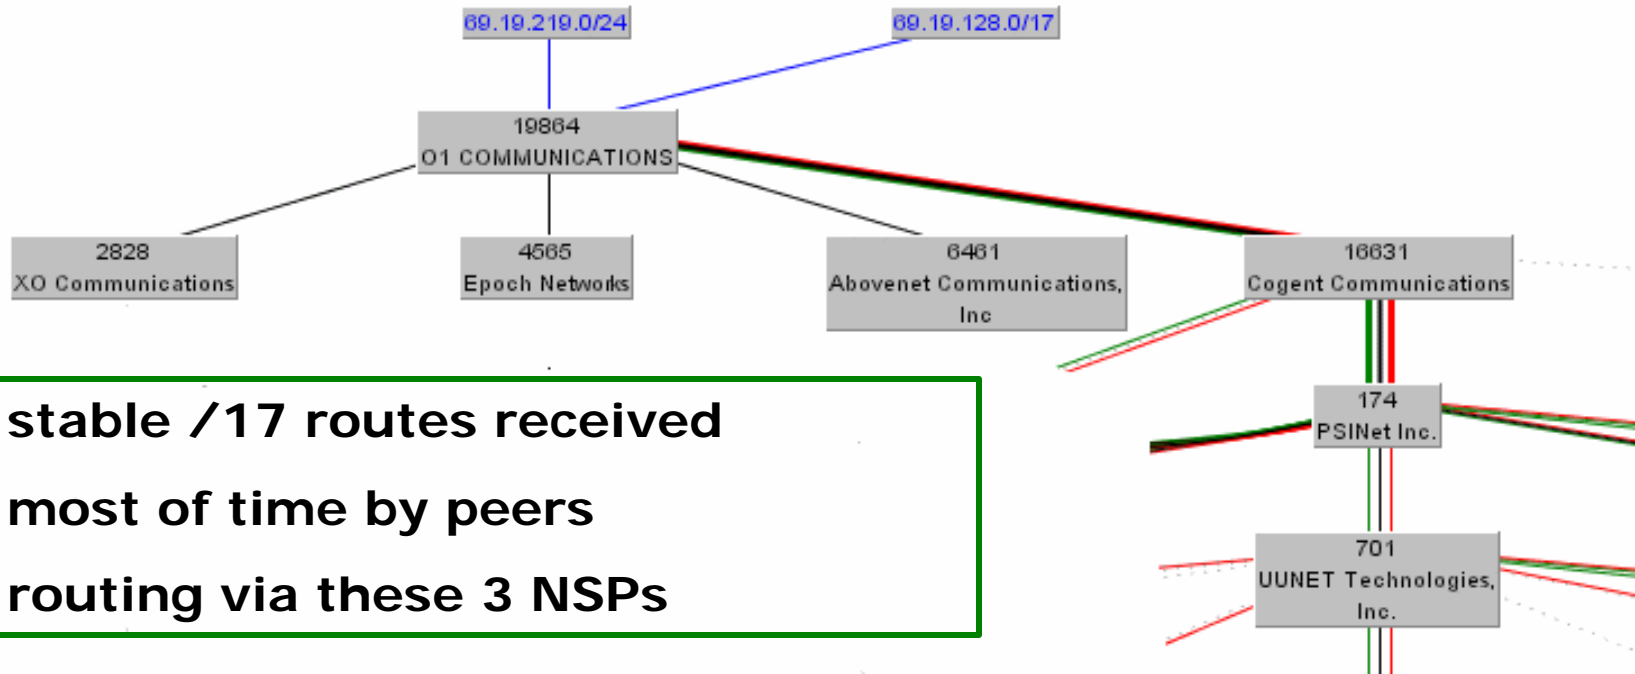 69.19.219.0/24
69.19.128.0/17
19864
O1 COMMUNICATIONS
2828
XO Communications
4565
Epoch Networks
6461
Abovenet Communications,
Inc
16631
Cogent Communications
174
PSINet Inc.
701
UUNET Technologies,
Inc.
stable /17 routes received
most of time by peers
routing via these 3 NSPs